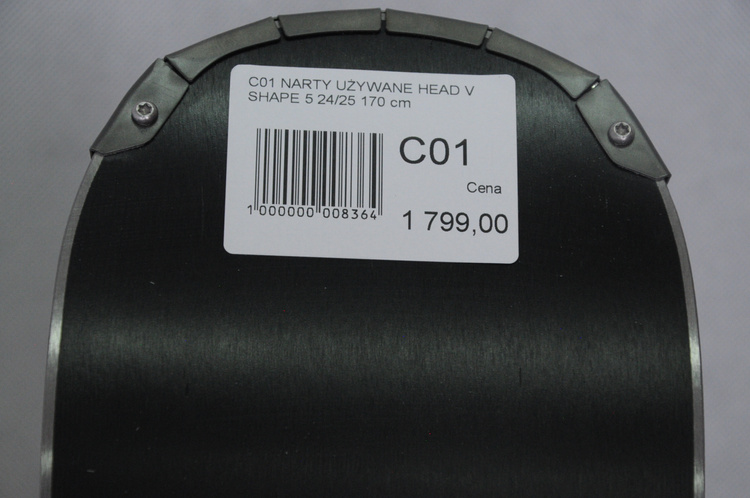 C01 NARTY UŻYWANE HEAD V
SHAPE 5 24/25 170 cm
C01
Cena
1 799,00
1 000000 008364